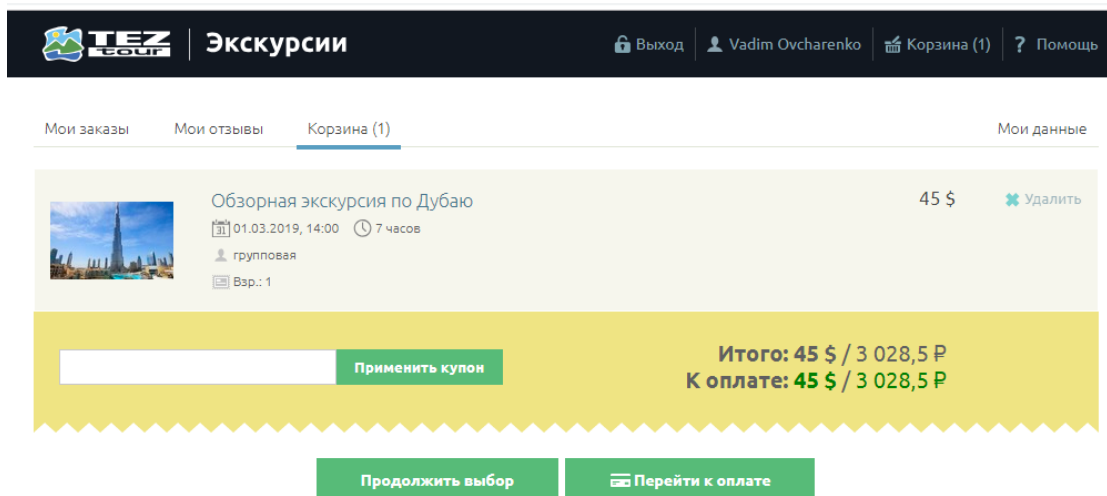 TEZ tour Экскурсии Выход Vadim Ovcharenko Корзина (1) ? Помощь
Мои заказы Мои отзывы Корзина (1) Мои данные
Обзорная экскурсия по Дубаю 45 $ Удалить
31 01.03.2019, 14:00 7 часов
групповая
Взр.: 1
Применить купон
Итого: 45 $ / 3 028,5 ₽
К оплате: 45 $ / 3 028,5 ₽
Продолжить выбор Перейти к оплате